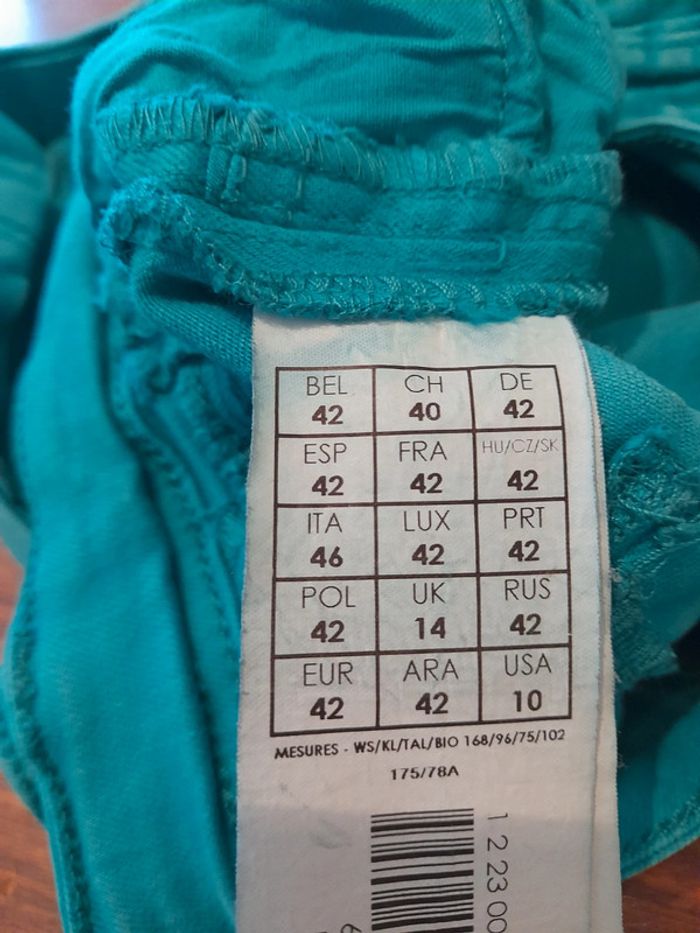 BEL CH DE
42 40 42
ESP FRA HU/CZ/SK
42 42 42
ITA LUX PRT
46 42 42
POL UK RUS
42 14 42
EUR ARA USA
42 42 10
MESURES - WS/KL/TAL/BIO 168/96/75/102
175/78A
1 2 23 00